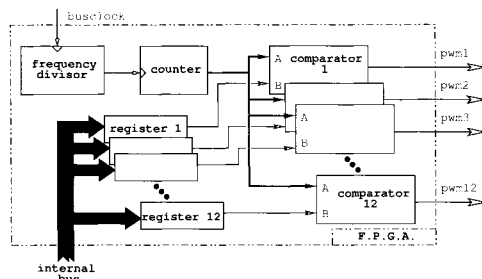 busclock
frequency
divisor
counter
A
comparator
1
B
pwm1
pwm2
register 1
A
B
pwm3
A
comparator
12
B
pwm12
register 12
F.P.G.A.
internal
bus